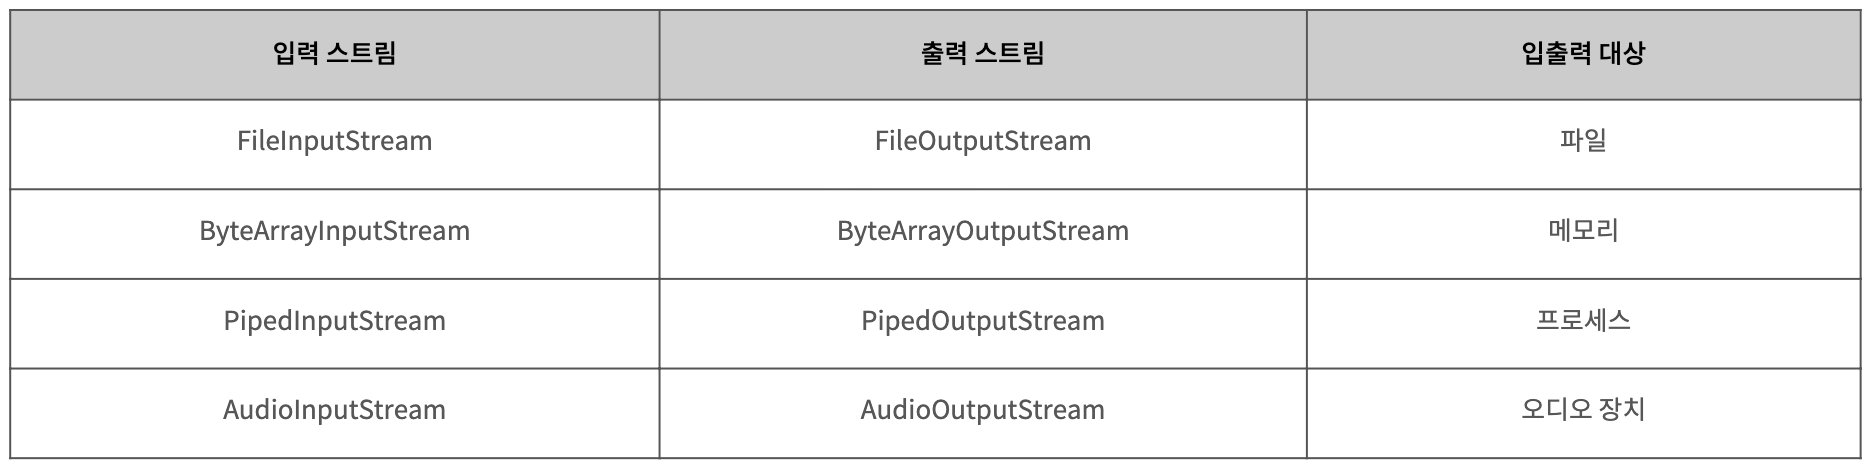 입력 스트림 출력 스트림 입출력 대상
FileInputStream FileOutputStream 파일
ByteArrayInputStream ByteArrayOutputStream 메모리
PipedInputStream PipedOutputStream 프로세스
AudioInputStream AudioOutputStream 오디오 장치